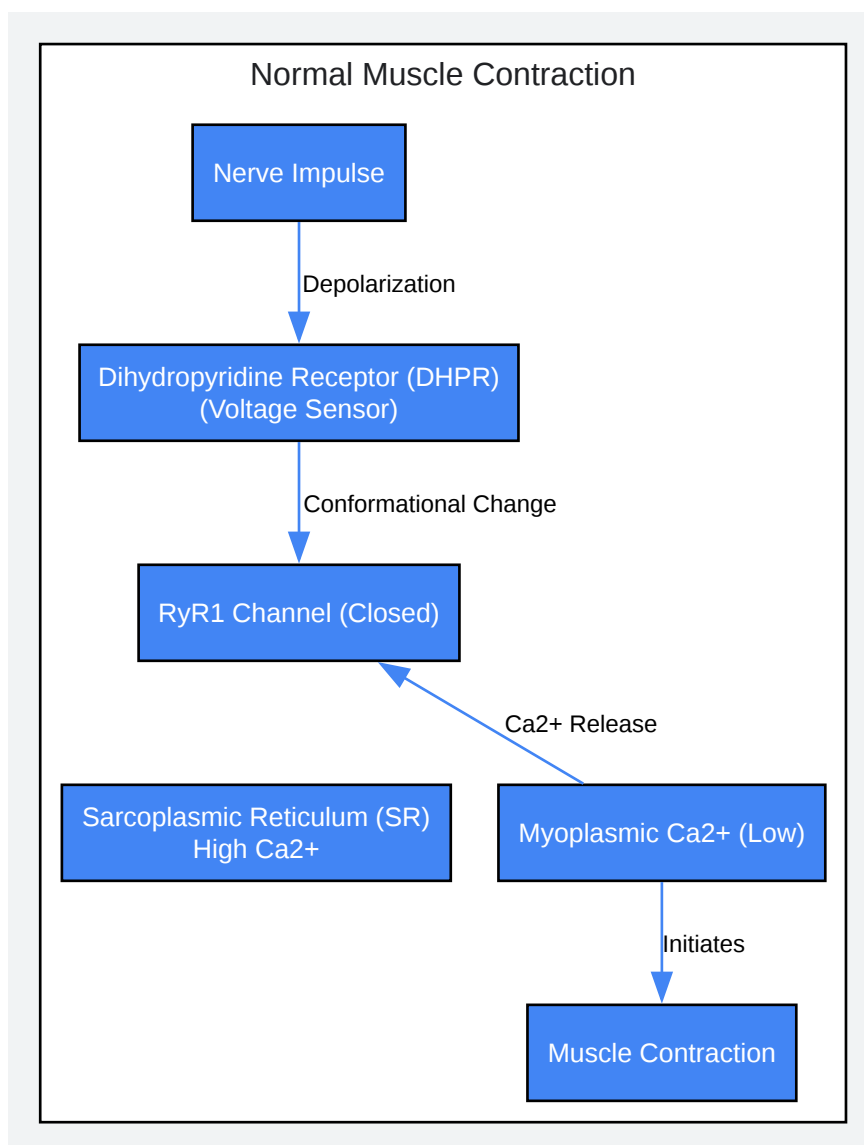 Normal Muscle Contraction
Nerve Impulse
Depolarization
Dihydropyridine Receptor (DHPR)
(Voltage Sensor)
Conformational Change
RyR1 Channel (Closed)
Ca2+ Release
Sarcoplasmic Reticulum (SR)
High Ca2+
Myoplasmic Ca2+ (Low)
Initiates
Muscle Contraction